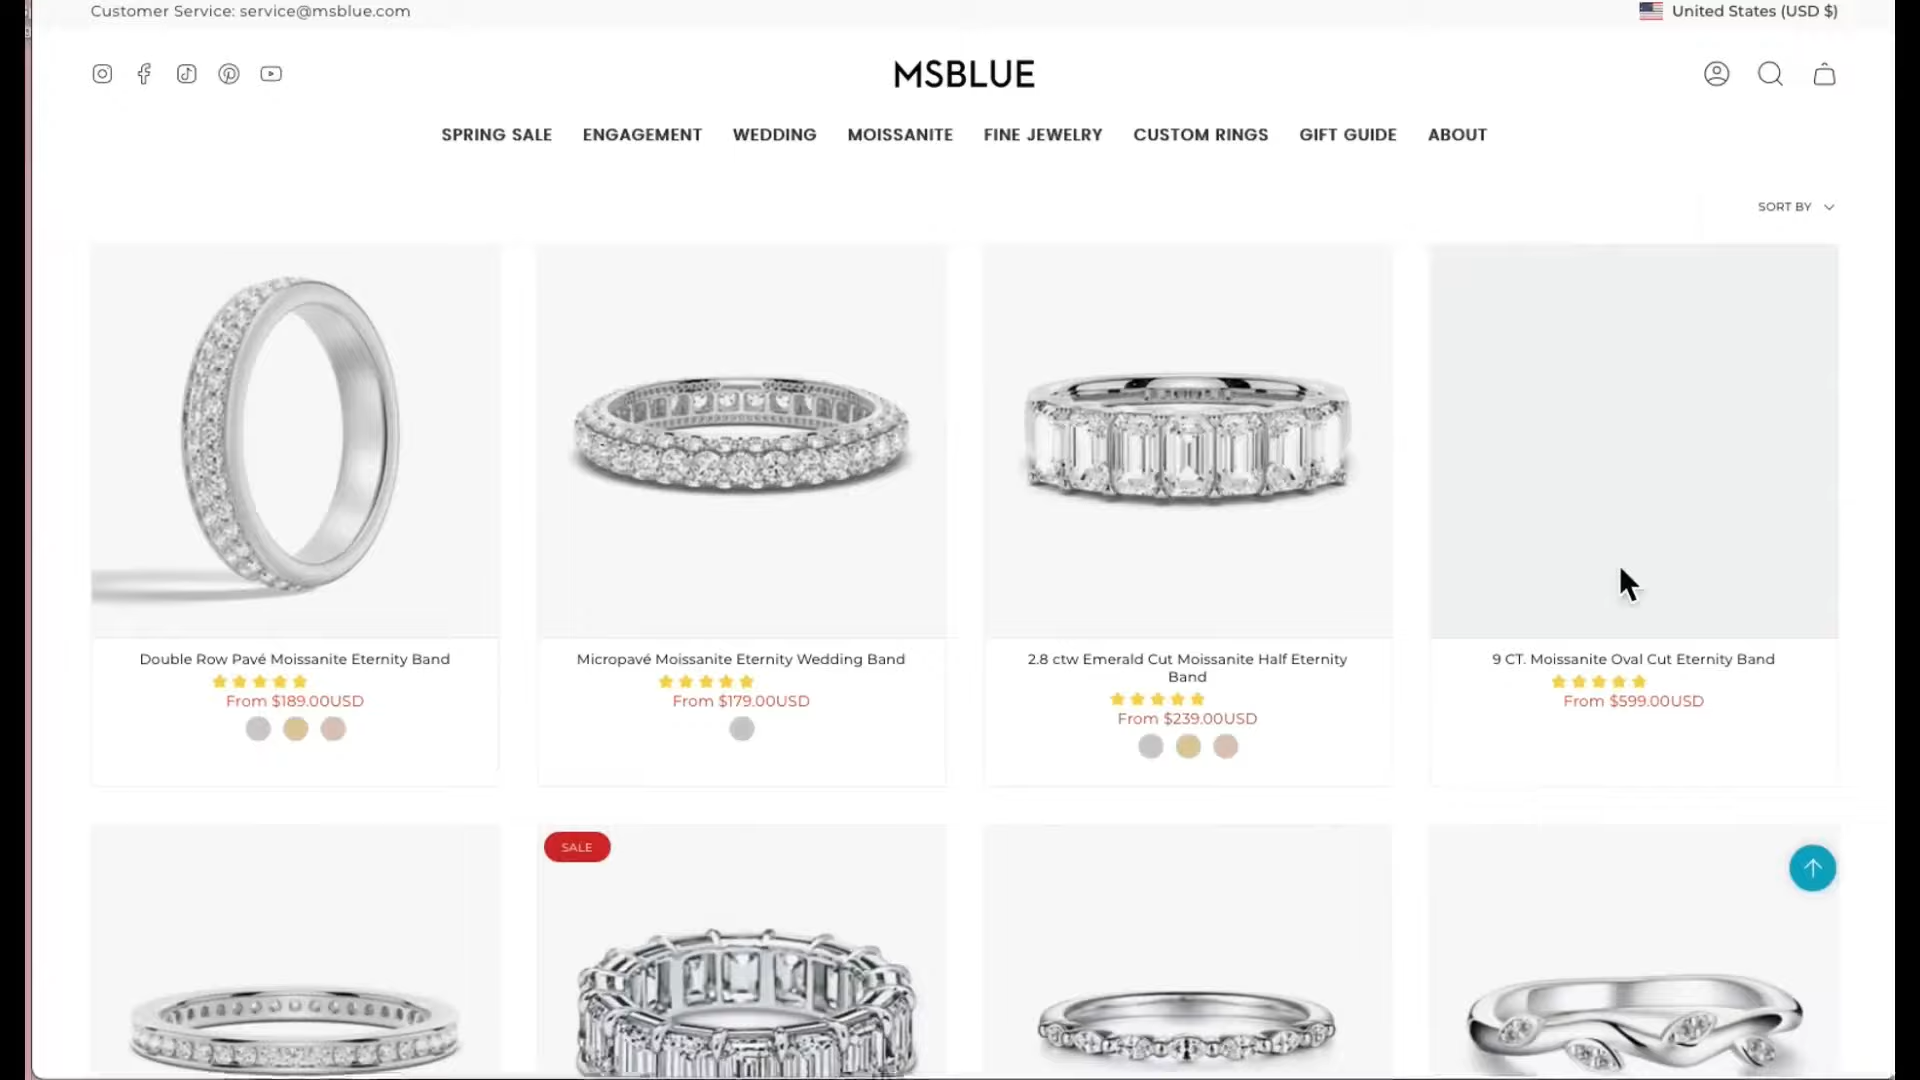 Customer Service: service@msblue.com
United States (USD $)
MSBLUE
SPRING SALE ENGAGEMENT WEDDING MOISSANITE FINE JEWELRY CUSTOM RINGS GIFT GUIDE ABOUT
SORT BY
Double Row Pavé Moissanite Eternity Band
From $189.00USD
Micropavé Moissanite Eternity Wedding Band
From $179.00USD
2.8 ctw Emerald Cut Moissanite Half Eternity
Band
From $239.00USD
9 CT. Moissanite Oval Cut Eternity Band
From $599.00USD
SALE